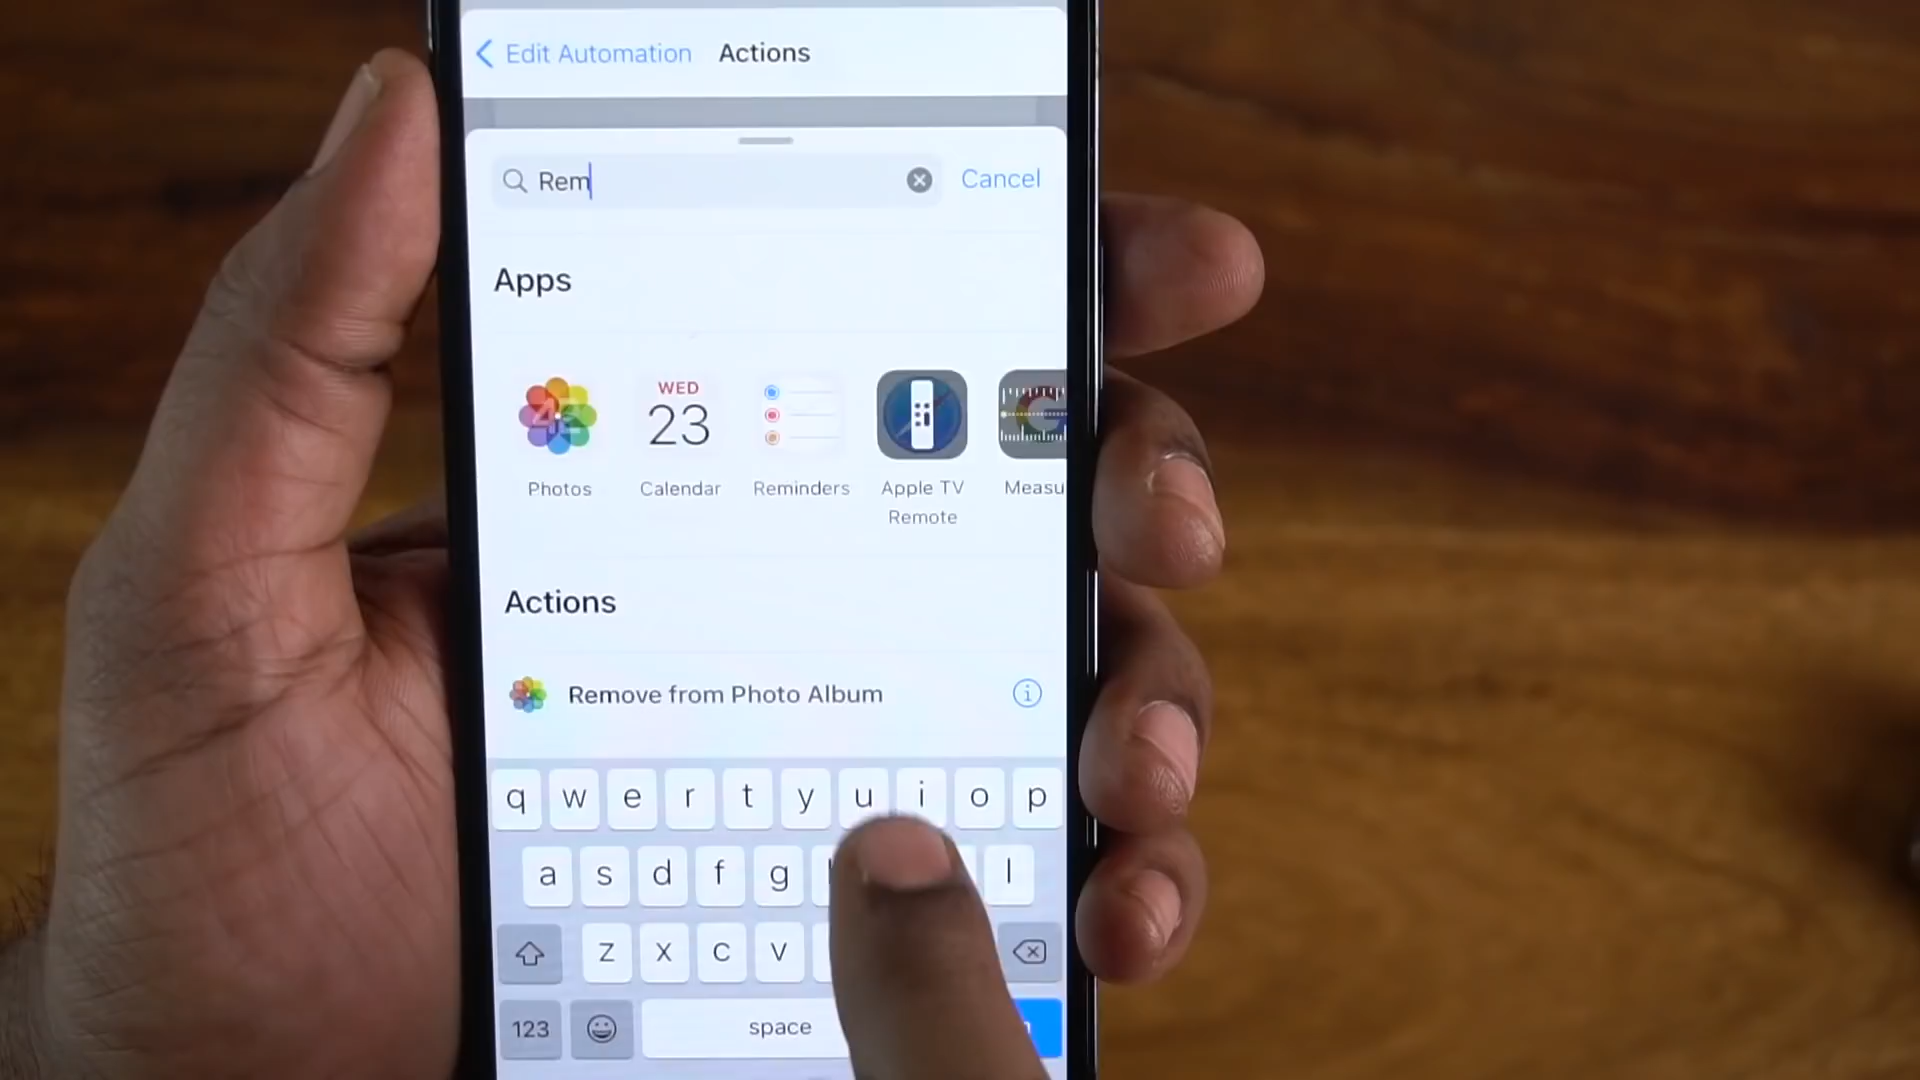 Edit Automation Actions
Rem Cancel
Apps
WED
23
Photos Calendar Reminders Apple TV Remote Measu
Actions
Remove from Photo Album
q w e r t y u i o p
a s d f g l
z x c v
123 space